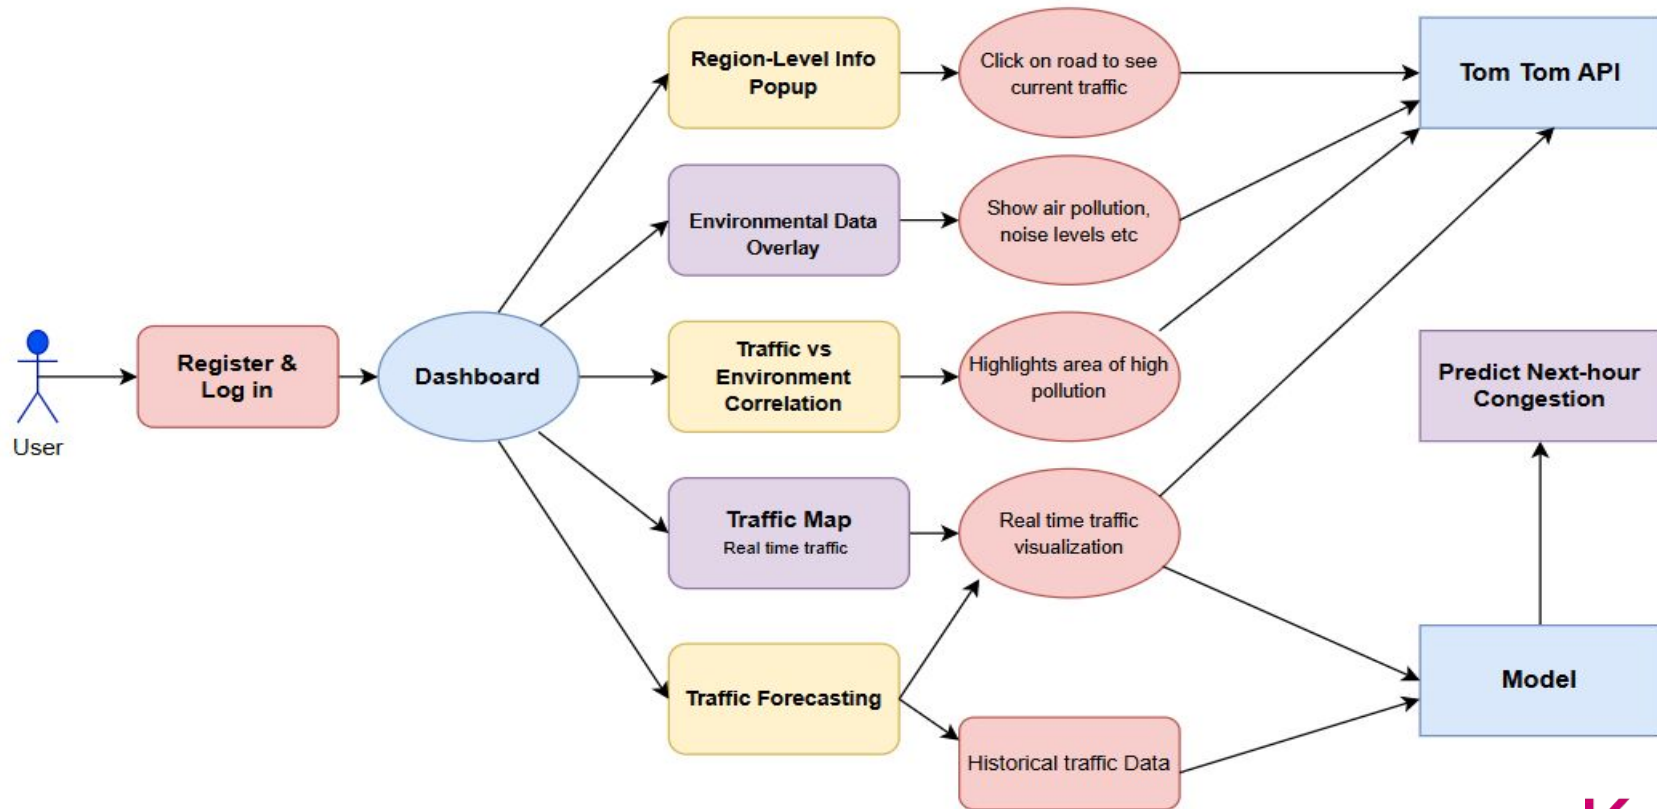 Region-Level Info
Popup
Click on road to see
current traffic
Tom Tom API
Environmental Data
Overlay
Show air pollution,
noise levels etc
User
Register &
Log in
Dashboard
Traffic vs
Environment
Correlation
Highlights area of high
pollution
Predict Next-hour
Congestion
Traffic Map
Real time traffic
Real time traffic
visualization
Traffic Forecasting
Historical traffic Data
Model